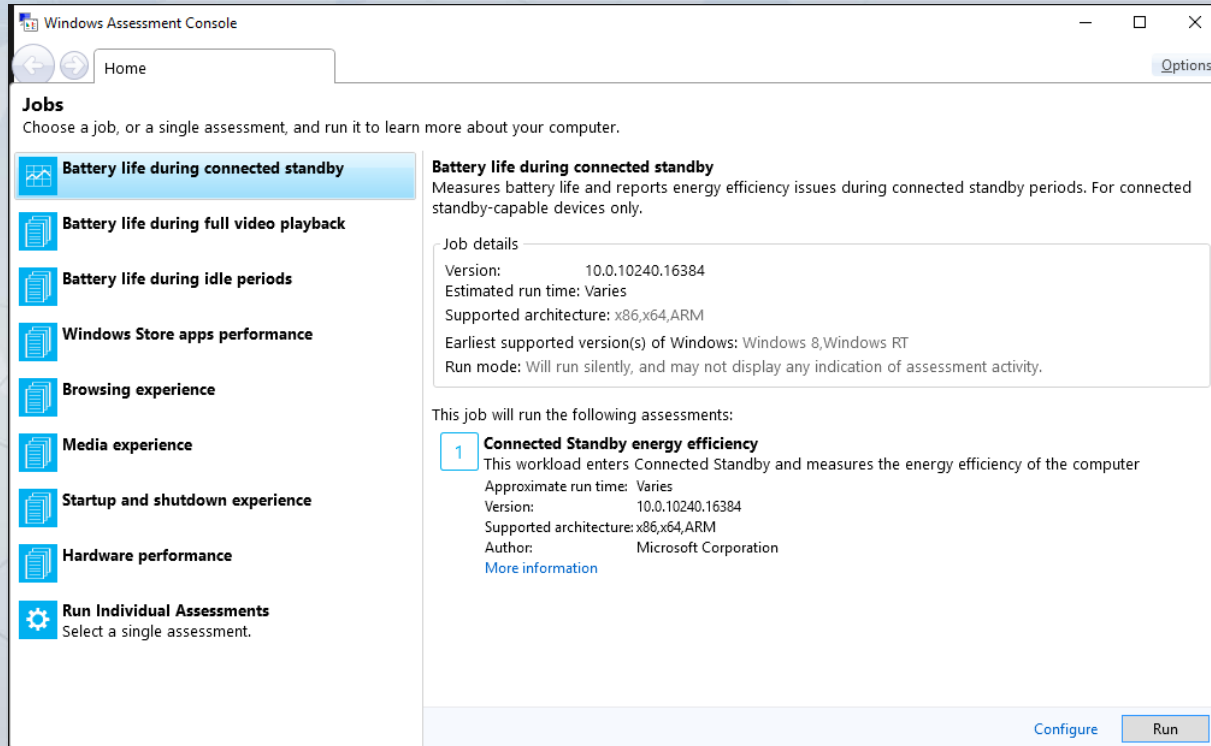 Windows Assessment Console
Home
Options
Jobs
Choose a job, or a single assessment, and run it to learn more about your computer.
Battery life during connected standby
Battery life during full video playback
Battery life during idle periods
Windows Store apps performance
Browsing experience
Media experience
Startup and shutdown experience
Hardware performance
Run Individual Assessments
Select a single assessment.
Battery life during connected standby
Measures battery life and reports energy efficiency issues during connected standby periods. For connected
standby-capable devices only.
Job details
Version: 10.0.10240.16384
Estimated run time: Varies
Supported architecture: x86,x64,ARM
Earliest supported version(s) of Windows: Windows 8,Windows RT
Run mode: Will run silently, and may not display any indication of assessment activity.
This job will run the following assessments:
1
Connected Standby energy efficiency
This workload enters Connected Standby and measures the energy efficiency of the computer
Approximate run time: Varies
Version: 10.0.10240.16384
Supported architecture: x86,x64,ARM
Author: Microsoft Corporation
More information
Configure
Run